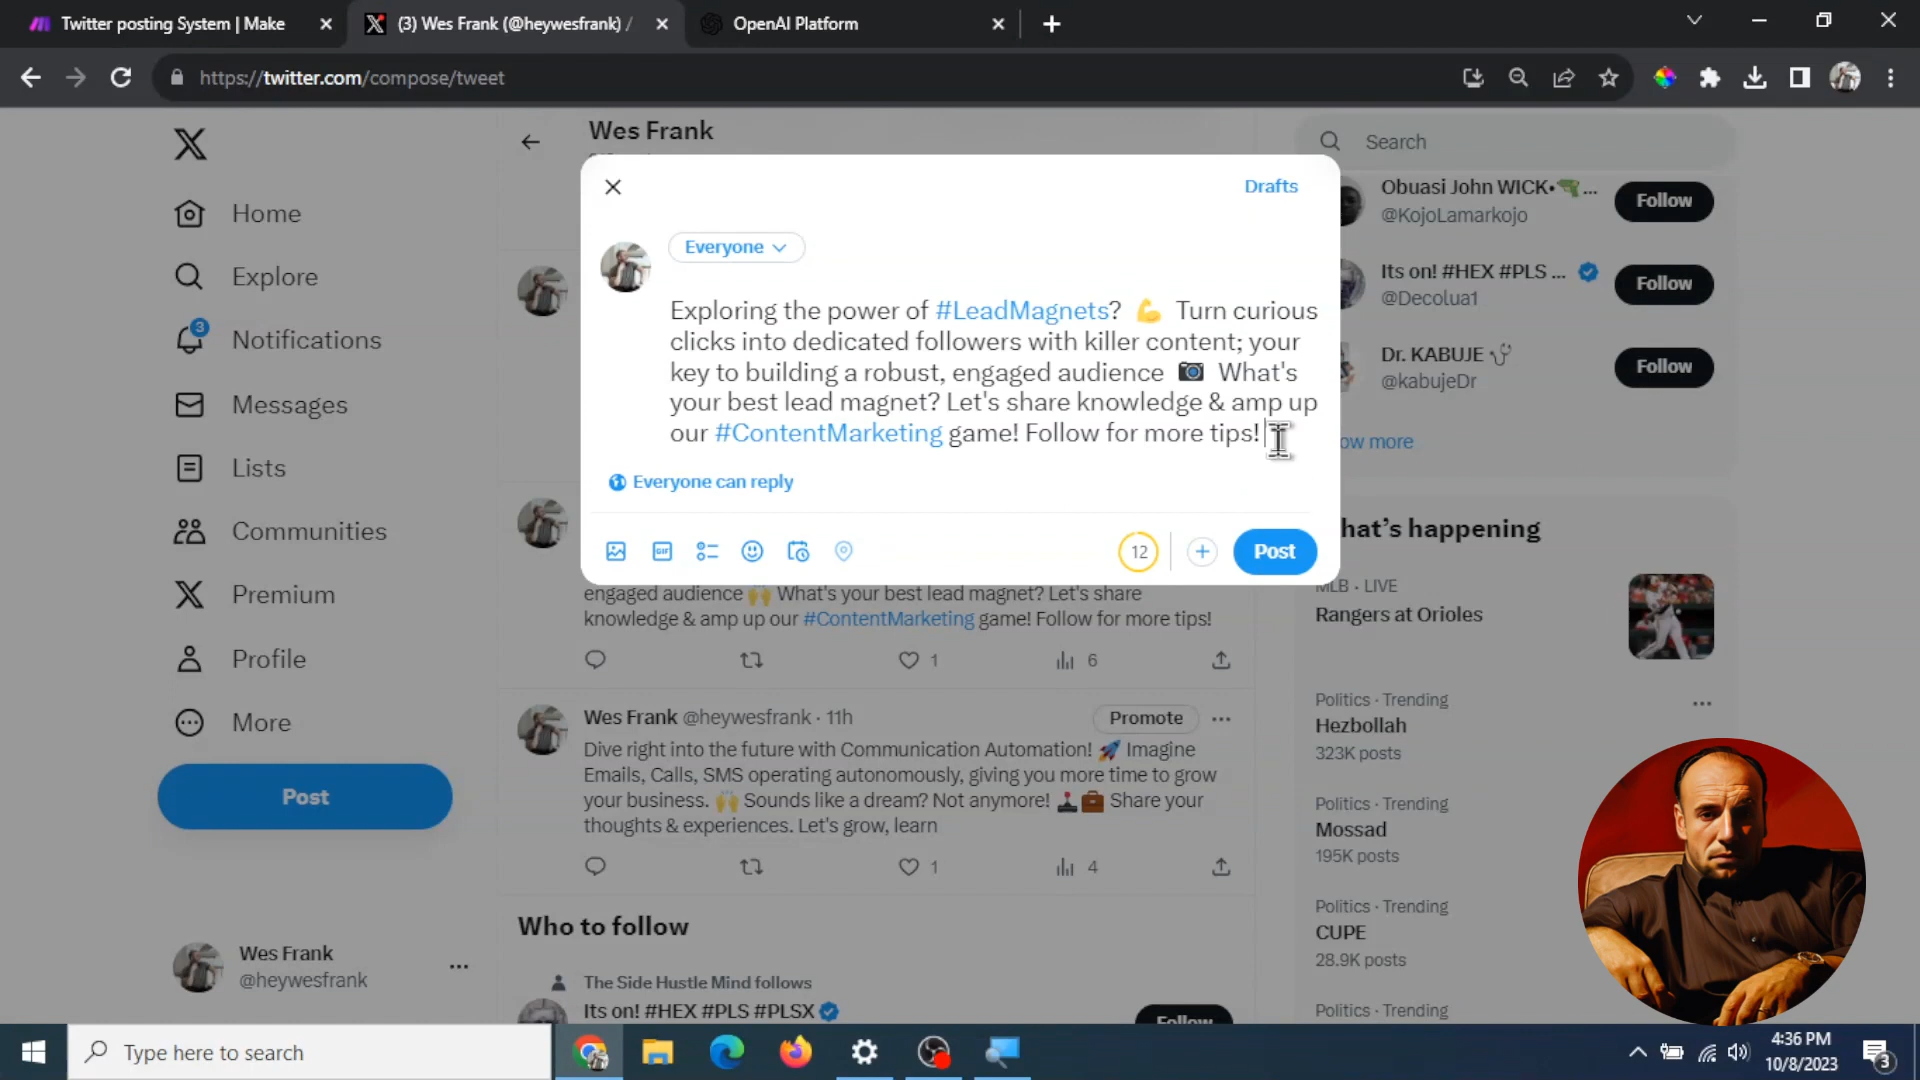 Twitter posting System | Make
(3) Wes Frank (@heywesfrank) /
OpenAI Platform
https://twitter.com/compose/tweet
Wes Frank
Search
Home
Explore
3
Notifications
Messages
Lists
Communities
Premium
Profile
More
Post
Wes Frank
@heywesfrank
Drafts
Everyone
Exploring the power of #LeadMagnets? 💪 Turn curious
clicks into dedicated followers with killer content; your
key to building a robust, engaged audience 📷 What's
your best lead magnet? Let's share knowledge & amp up
our #ContentMarketing game! Follow for more tips!
Everyone can reply
GIF
12
Post
engaged audience 🙌 What's your best lead magnet? Let's share
knowledge & amp up our #ContentMarketing game! Follow for more tips!
1
6
Wes Frank @heywesfrank · 11h
Promote
Dive right into the future with Communication Automation! 🚀 Imagine
Emails, Calls, SMS operating autonomously, giving you more time to grow
your business. 🙌 Sounds like a dream? Not anymore! 🕹️💼 Share your
thoughts & experiences. Let's grow, learn
1
4
Who to follow
The Side Hustle Mind follows
Its on! #HEX #PLS #PLSX
Follow
Obuasi John WICK•🔫...
@KojoLamarkojo
Follow
Its on! #HEX #PLS ...
@Decolua1
Follow
Dr. KABUJE
@kabujeDr
Follow
ow more
hat's happening
MLB · LIVE
Rangers at Orioles
Politics · Trending
Hezbollah
323K posts
Politics · Trending
Mossad
195K posts
Politics · Trending
CUPE
28.9K posts
Politics · Trending
Type here to search
4:36 PM
10/8/2023
3